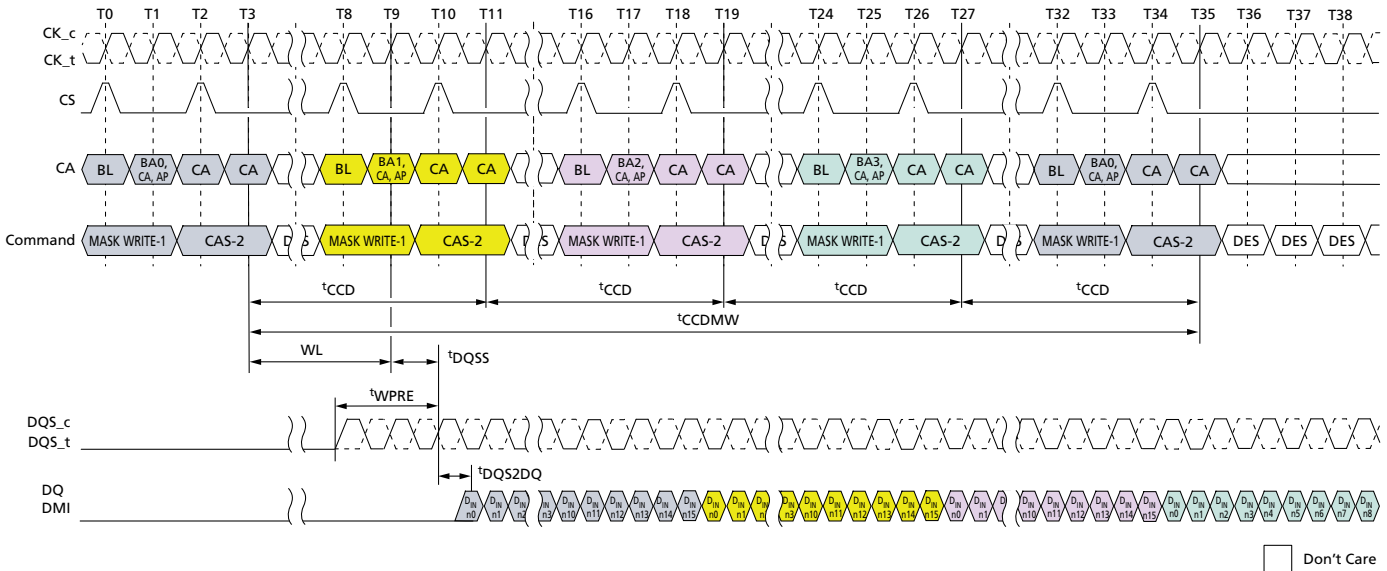 T0 T1 T2 T3 T8 T9 T10 T11 T16 T17 T18 T19 T24 T25 T26 T27 T32 T33 T34 T35 T36 T37 T38
CK_c
CK_t
CS
CA BL BA0, CA, AP CA CA BL BA1, CA, AP CA CA BL BA2, CA, AP CA CA BL BA3, CA, AP CA CA BL BA0, CA, AP CA CA
Command MASK WRITE-1 CAS-2 MASK WRITE-1 CAS-2 MASK WRITE-1 CAS-2 MASK WRITE-1 CAS-2 MASK WRITE-1 CAS-2 DES DES DES
tCCD tCCD tCCD tCCD
tCCDMW
WL tDQSS
tWPRE
DQS_c
DQS_t
tDQS2DQ
DQ
DMI
DIN n0 DIN n1 DIN n2 DIN n3 DIN n10 DIN n11 DIN n12 DIN n13 DIN n14 DIN n15 DIN n0 DIN n1 DIN n3 DIN n10 DIN n11 DIN n12 DIN n13 DIN n14 DIN n15 DIN n0 DIN n1 DIN n10 DIN n11 DIN n12 DIN n13 DIN n14 DIN n15 DIN n0 DIN n1 DIN n2 DIN n3 DIN n4 DIN n5 DIN n6 DIN n7 DIN n8
Don't Care